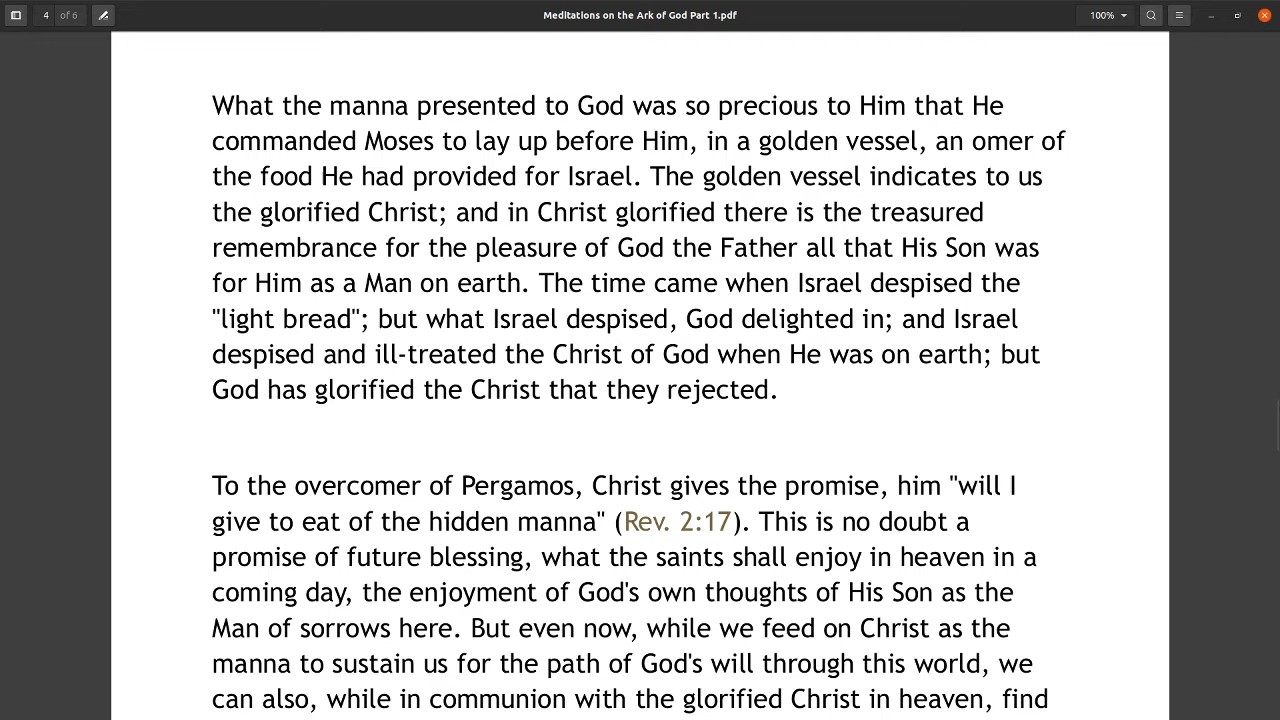 4 of 6
Meditations on the Ark of God Part 1.pdf
100%
What the manna presented to God was so precious to Him that He
commanded Moses to lay up before Him, in a golden vessel, an omer of
the food He had provided for Israel. The golden vessel indicates to us
the glorified Christ; and in Christ glorified there is the treasured
remembrance for the pleasure of God the Father all that His Son was
for Him as a Man on earth. The time came when Israel despised the
"light bread"; but what Israel despised, God delighted in; and Israel
despised and ill-treated the Christ of God when He was on earth; but
God has glorified the Christ that they rejected.
To the overcomer of Pergamos, Christ gives the promise, him "will I
give to eat of the hidden manna" (Rev. 2:17). This is no doubt a
promise of future blessing, what the saints shall enjoy in heaven in a
coming day, the enjoyment of God's own thoughts of His Son as the
Man of sorrows here. But even now, while we feed on Christ as the
manna to sustain us for the path of God's will through this world, we
can also, while in communion with the glorified Christ in heaven, find